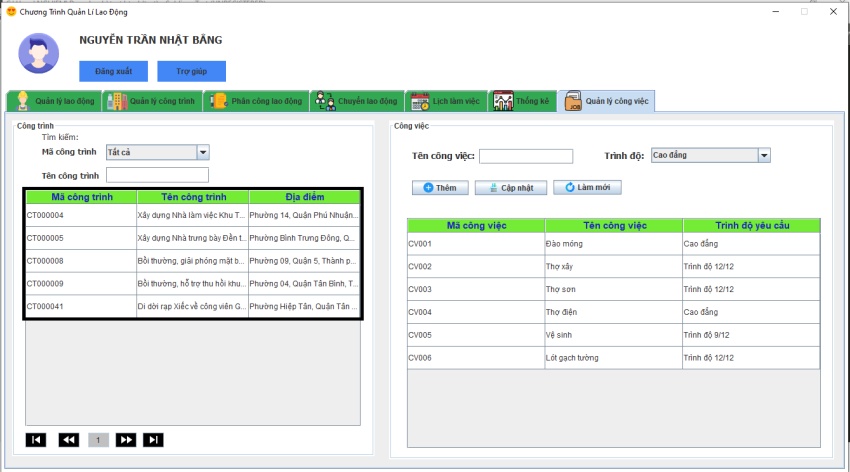 Chương Trình Quản Lí Lao Động
NGUYỄN TRẦN NHẬT BẰNG
Đăng xuất Trợ giúp
Quản lý lao động Quản lý công trình Phân công lao động Chuyển lao động Lịch làm việc Thống kê Quản lý công việc
Công trình
Tìm kiếm:
Mã công trình Tất cả
Tên công trình
Mã công trình Tên công trình Địa điểm
CT000004 Xây dựng Nhà làm việc Khu T... Phường 14, Quận Phú Nhuận...
CT000005 Xây dựng Nhà trưng bày Đền t... Phường Bình Trưng Đông, Q...
CT000008 Bồi thường, giải phóng mặt b... Phường 09, Quận 5, Thành p...
CT000009 Bồi thường, hỗ trợ thu hồi khu... Phường 04, Quận Tân Bình, T...
CT000041 Di dời rạp Xiếc về công viên G... Phường Hiệp Tân, Quận Tân ...
1
Công việc
Tên công việc: Trình độ: Cao đẳng
Thêm Cập nhật Làm mới
Mã công việc Tên công việc Trình độ yêu cầu
CV001 Đào móng Cao đẳng
CV002 Thợ xây Trình độ 12/12
CV003 Thợ sơn Trình độ 12/12
CV004 Thợ điện Cao đẳng
CV005 Vệ sinh Trình độ 9/12
CV006 Lót gạch tường Trình độ 12/12